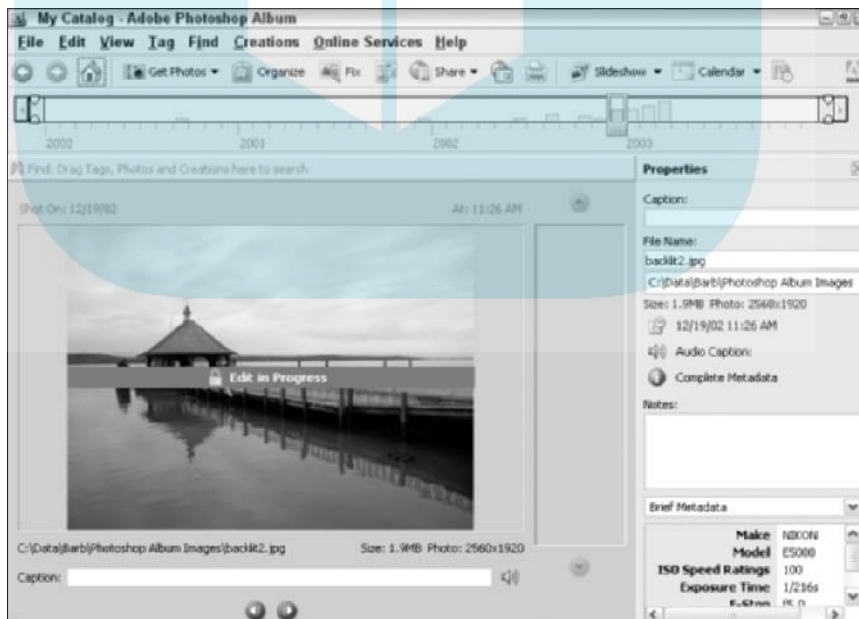 My Catalog - Adobe Photoshop Album
File Edit View Tag Find Creations Online Services Help
Get Photos Organize Fix Share Slideshow Calendar
2000 2001 2002 2003
Find: Drag Tags, Photos and Creations here to search
Properties
Shot On: 12/19/02 At: 11:26 AM
Caption:
File Name:
backlit2.jpg
C:\Data\Barb\Photoshop Album Images
Size: 1.9MB Photo: 2560x1920
12/19/02 11:26 AM
Audio Caption:
Complete Metadata
Edit in Progress
Notes:
Brief Metadata
C:\Data\Barb\Photoshop Album Images\backlit2.jpg Size: 1.9MB Photo: 2560x1920
Caption:
Make NIKON
Model E5000
ISO Speed Ratings 100
Exposure Time 1/216s
F-Stop